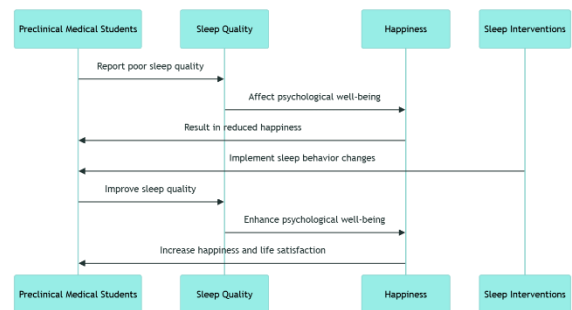 Preclinical Medical Students
Sleep Quality
Happiness
Sleep Interventions
Report poor sleep quality
Affect psychological well-being
Result in reduced happiness
Implement sleep behavior changes
Improve sleep quality
Enhance psychological well-being
Increase happiness and life satisfaction
Preclinical Medical Students
Sleep Quality
Happiness
Sleep Interventions